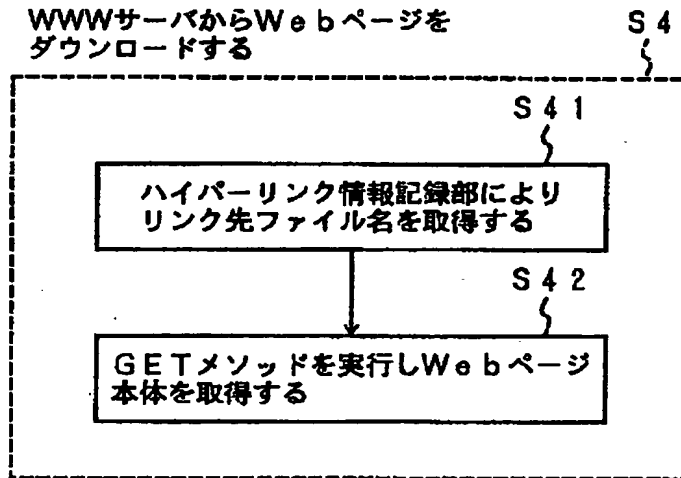 WWWサーバからWebページを
ダウンロードする
S4
S41
ハイパーリンク情報記録部により
リンク先ファイル名を取得する
S42
GETメソッドを実行しWebページ
本体を取得する